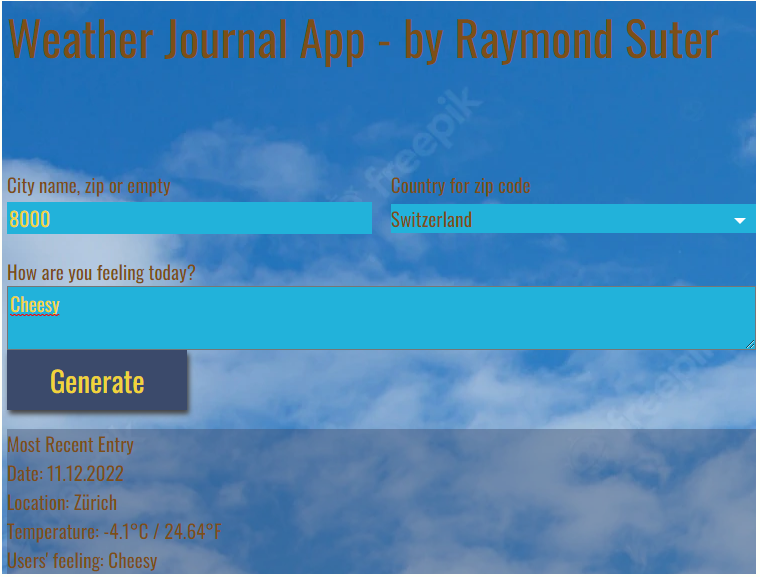 Weather Journal App - by Raymond Suter
freepik
City name, zip or empty
Country for zip code
8000
Switzerland
How are you feeling today?
Cheesy
Generate
freepik
Most Recent Entry
Date: 11.12.2022
Location: Zürich
Temperature: -4.1°C / 24.64°F
Users' feeling: Cheesy